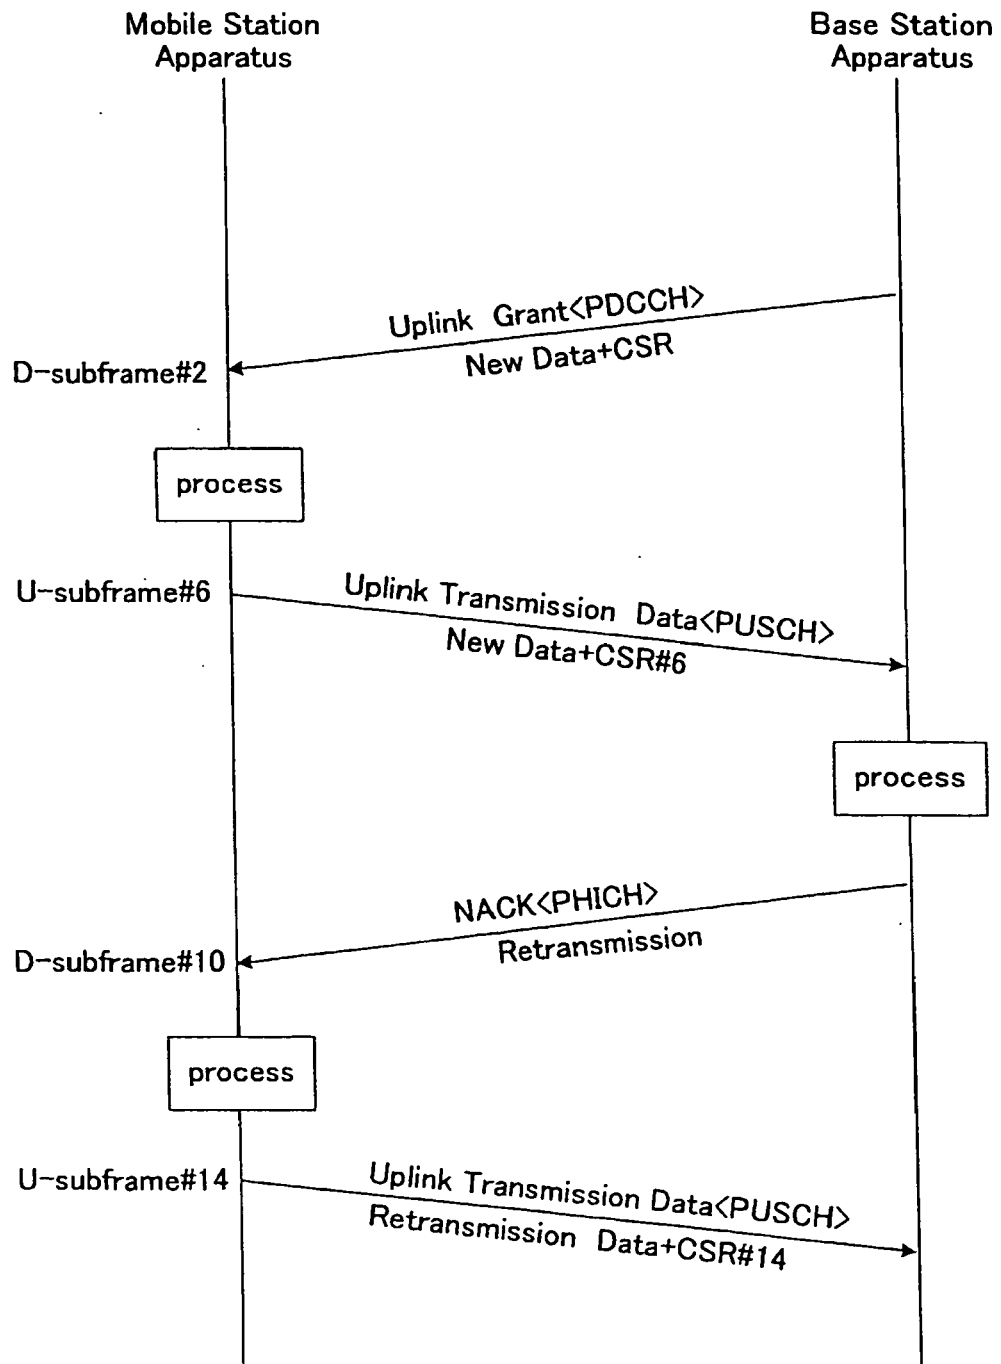 Mobile Station
Apparatus
Base Station
Apparatus
Uplink Grant<PDCCH>
New Data+CSR
D-subframe#2
process
U-subframe#6
Uplink Transmission Data<PUSCH>
New Data+CSR#6
process
NACK<PHICH>
Retransmission
D-subframe#10
process
U-subframe#14
Uplink Transmission Data<PUSCH>
Retransmission Data+CSR#14